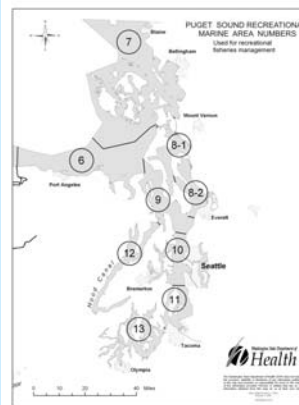 PUGET SOUND RECREATIONAL
MARINE AREA NUMBERS
Used for recreational
fisheries management
Blaine
7
Bellingham
Mount Vernon
8-1
6
Port Angeles
8-2
9
Everett
12
10
Seattle
Hood Canal
Bremerton
11
13
Tacoma
Olympia
Washington State Department of
Health
0 10 20 30 40 Miles